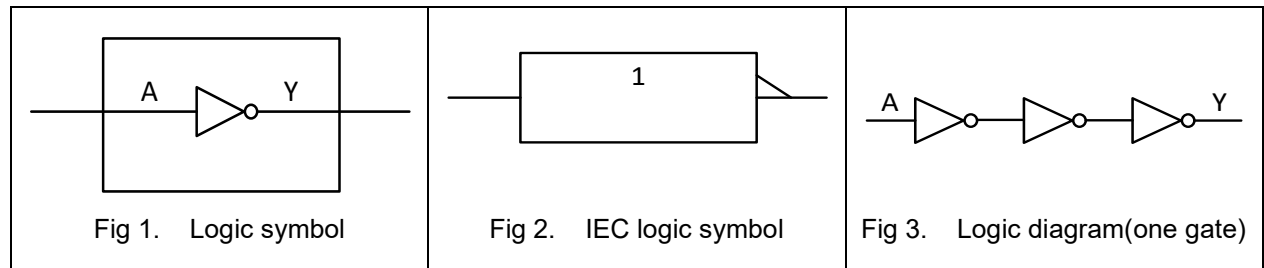 A Y
Fig 1. Logic symbol
1
Fig 2. IEC logic symbol
A Y
Fig 3. Logic diagram(one gate)